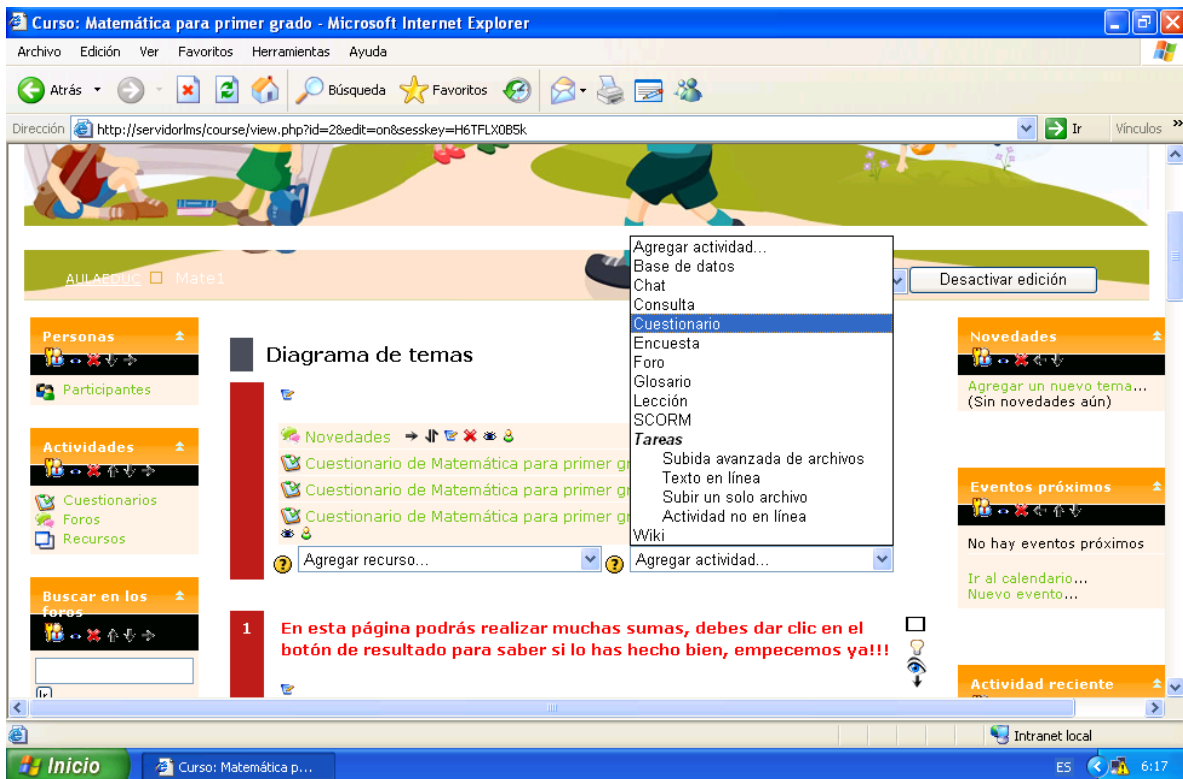 Curso: Matemática para primer grado - Microsoft Internet Explorer
Archivo Edición Ver Favoritos Herramientas Ayuda
Atrás Búsqueda Favoritos
Dirección http://servidorlms/course/view.php?id=2&edit=on&sesskey=H6TFLX0B5k Ir Vínculos »
AULAEDUC Mate1
Desactivar edición
Personas
Participantes
Actividades
Cuestionarios
Foros
Recursos
Buscar en los
foros
Ir
Diagrama de temas
Novedades
Cuestionario de Matemática para primer gr
Cuestionario de Matemática para primer gr
Cuestionario de Matemática para primer gr
Agregar recurso...
Agregar actividad...
Base de datos
Chat
Consulta
Cuestionario
Encuesta
Foro
Glosario
Lección
SCORM
Tareas
Subida avanzada de archivos
Texto en línea
Subir un solo archivo
Actividad no en línea
Wiki
Agregar actividad...
1 En esta página podrás realizar muchas sumas, debes dar clic en el
botón de resultado para saber si lo has hecho bien, empecemos ya!!!
Novedades
Agregar un nuevo tema...
(Sin novedades aún)
Eventos próximos
No hay eventos próximos
Ir al calendario...
Nuevo evento...
Actividad reciente
Intranet local
Inicio Curso: Matemática p... ES 6:17